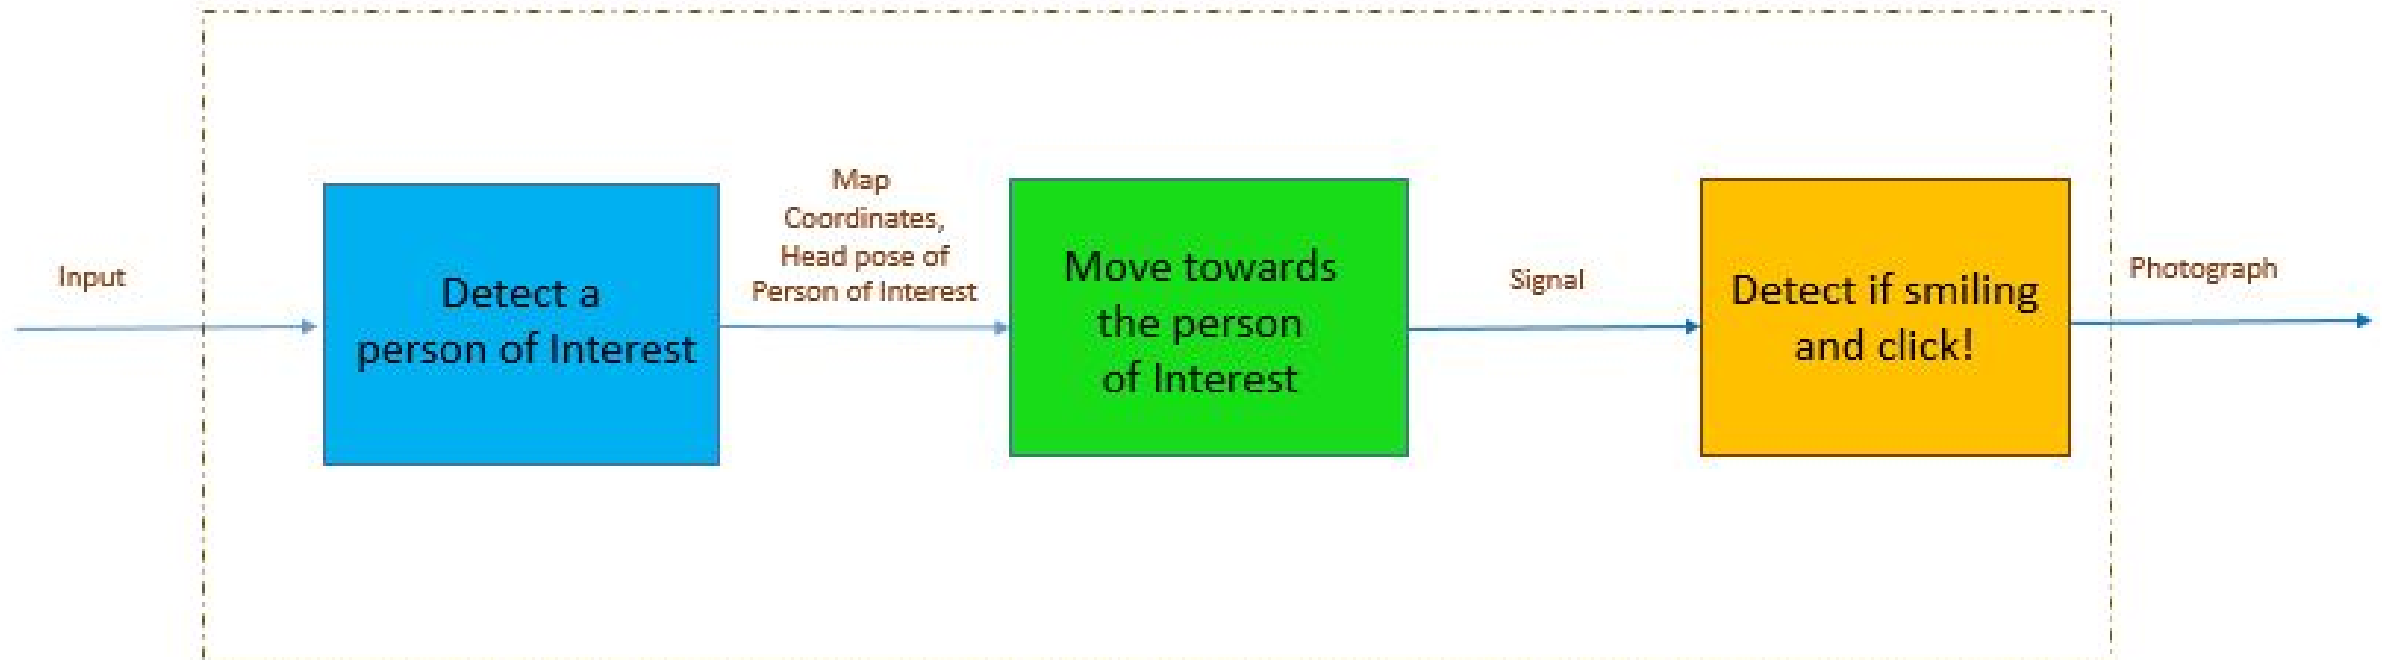 Input
Detect a
person of Interest
Map
Coordinates,
Head pose of
Person of Interest
Move towards
the person
of Interest
Signal
Detect if smiling
and click!
Photograph